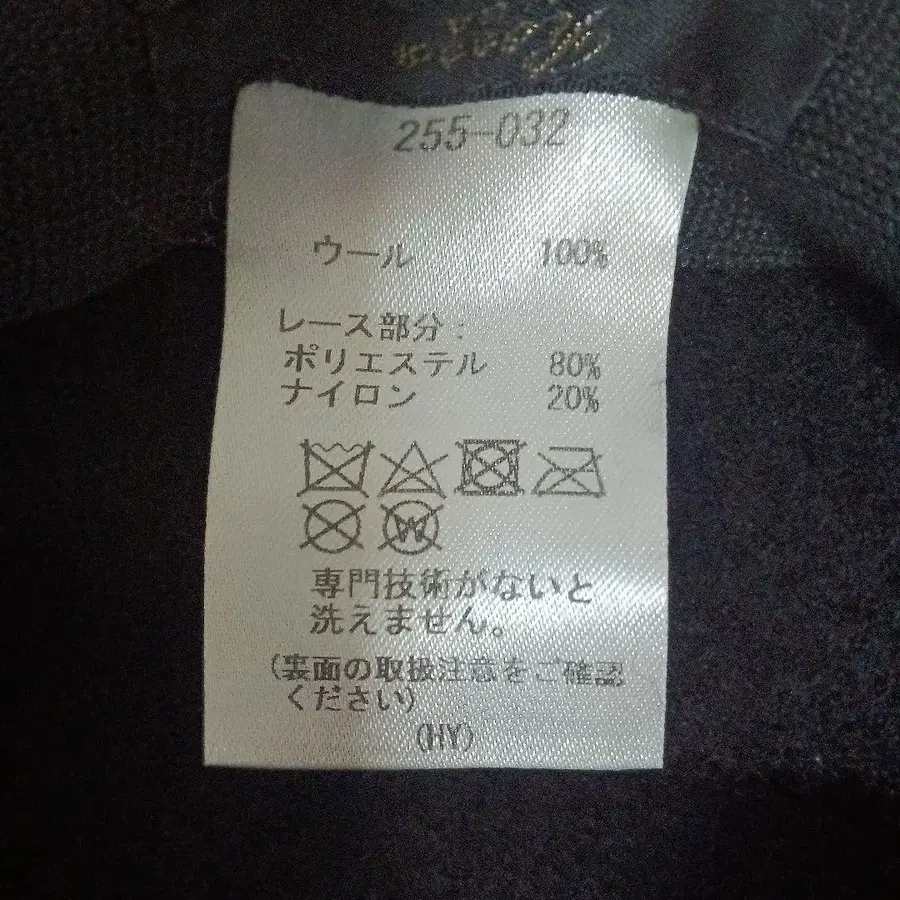 255-032
ウール 100%
レース部分:
ポリエステル 80%
ナイロン 20%
W
専門技術がないと
洗えません。
(裏面の取扱注意をご確認
ください)
(HY)